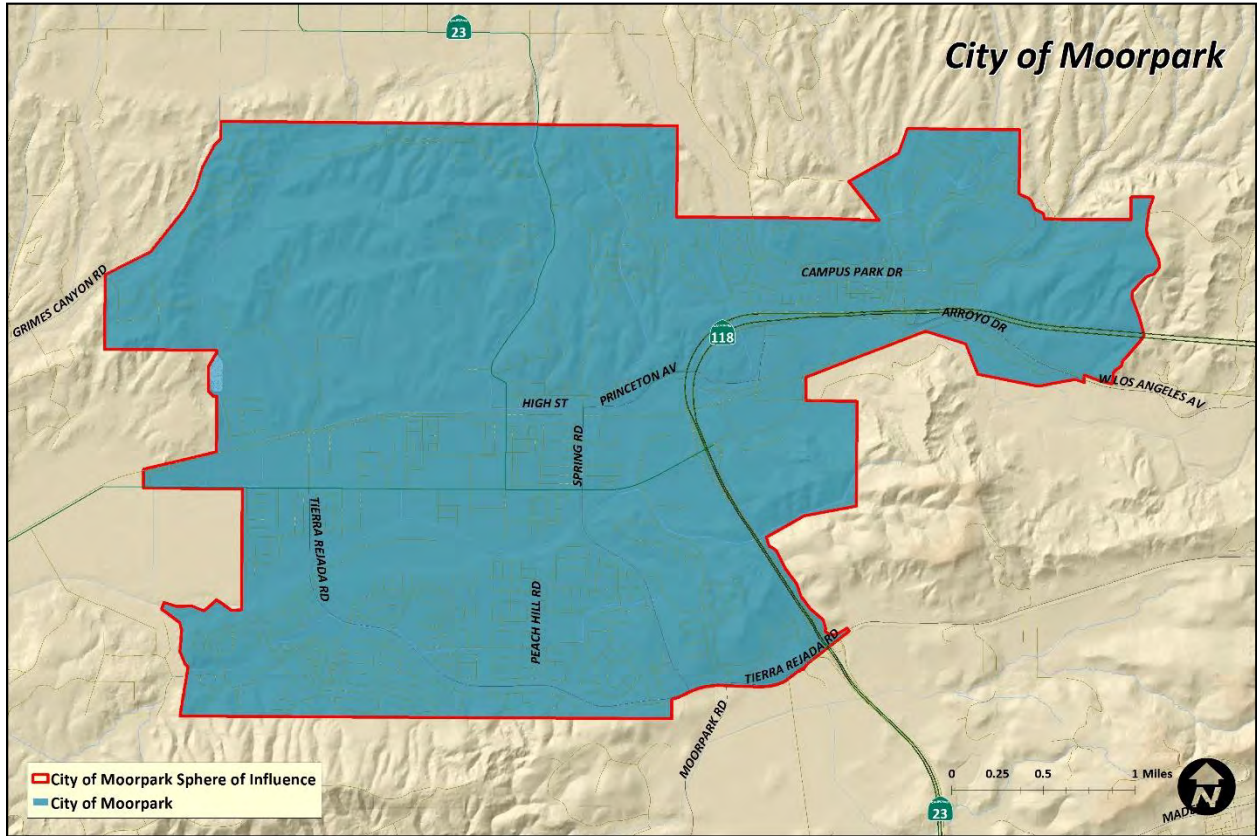 23
City of Moorpark
GRIMES CANYON RD
CAMPUS PARK DR
ARROYO DR
118
W LOS ANGELES AV
PRINCETON AV
HIGH ST
SPRING RD
TIERRA REJADA RD
PEACH HILL RD
TIERRA REJADA RD
MOORPARK RD
City of Moorpark Sphere of Influence
City of Moorpark
0 0.25 0.5 1 Miles
N
23